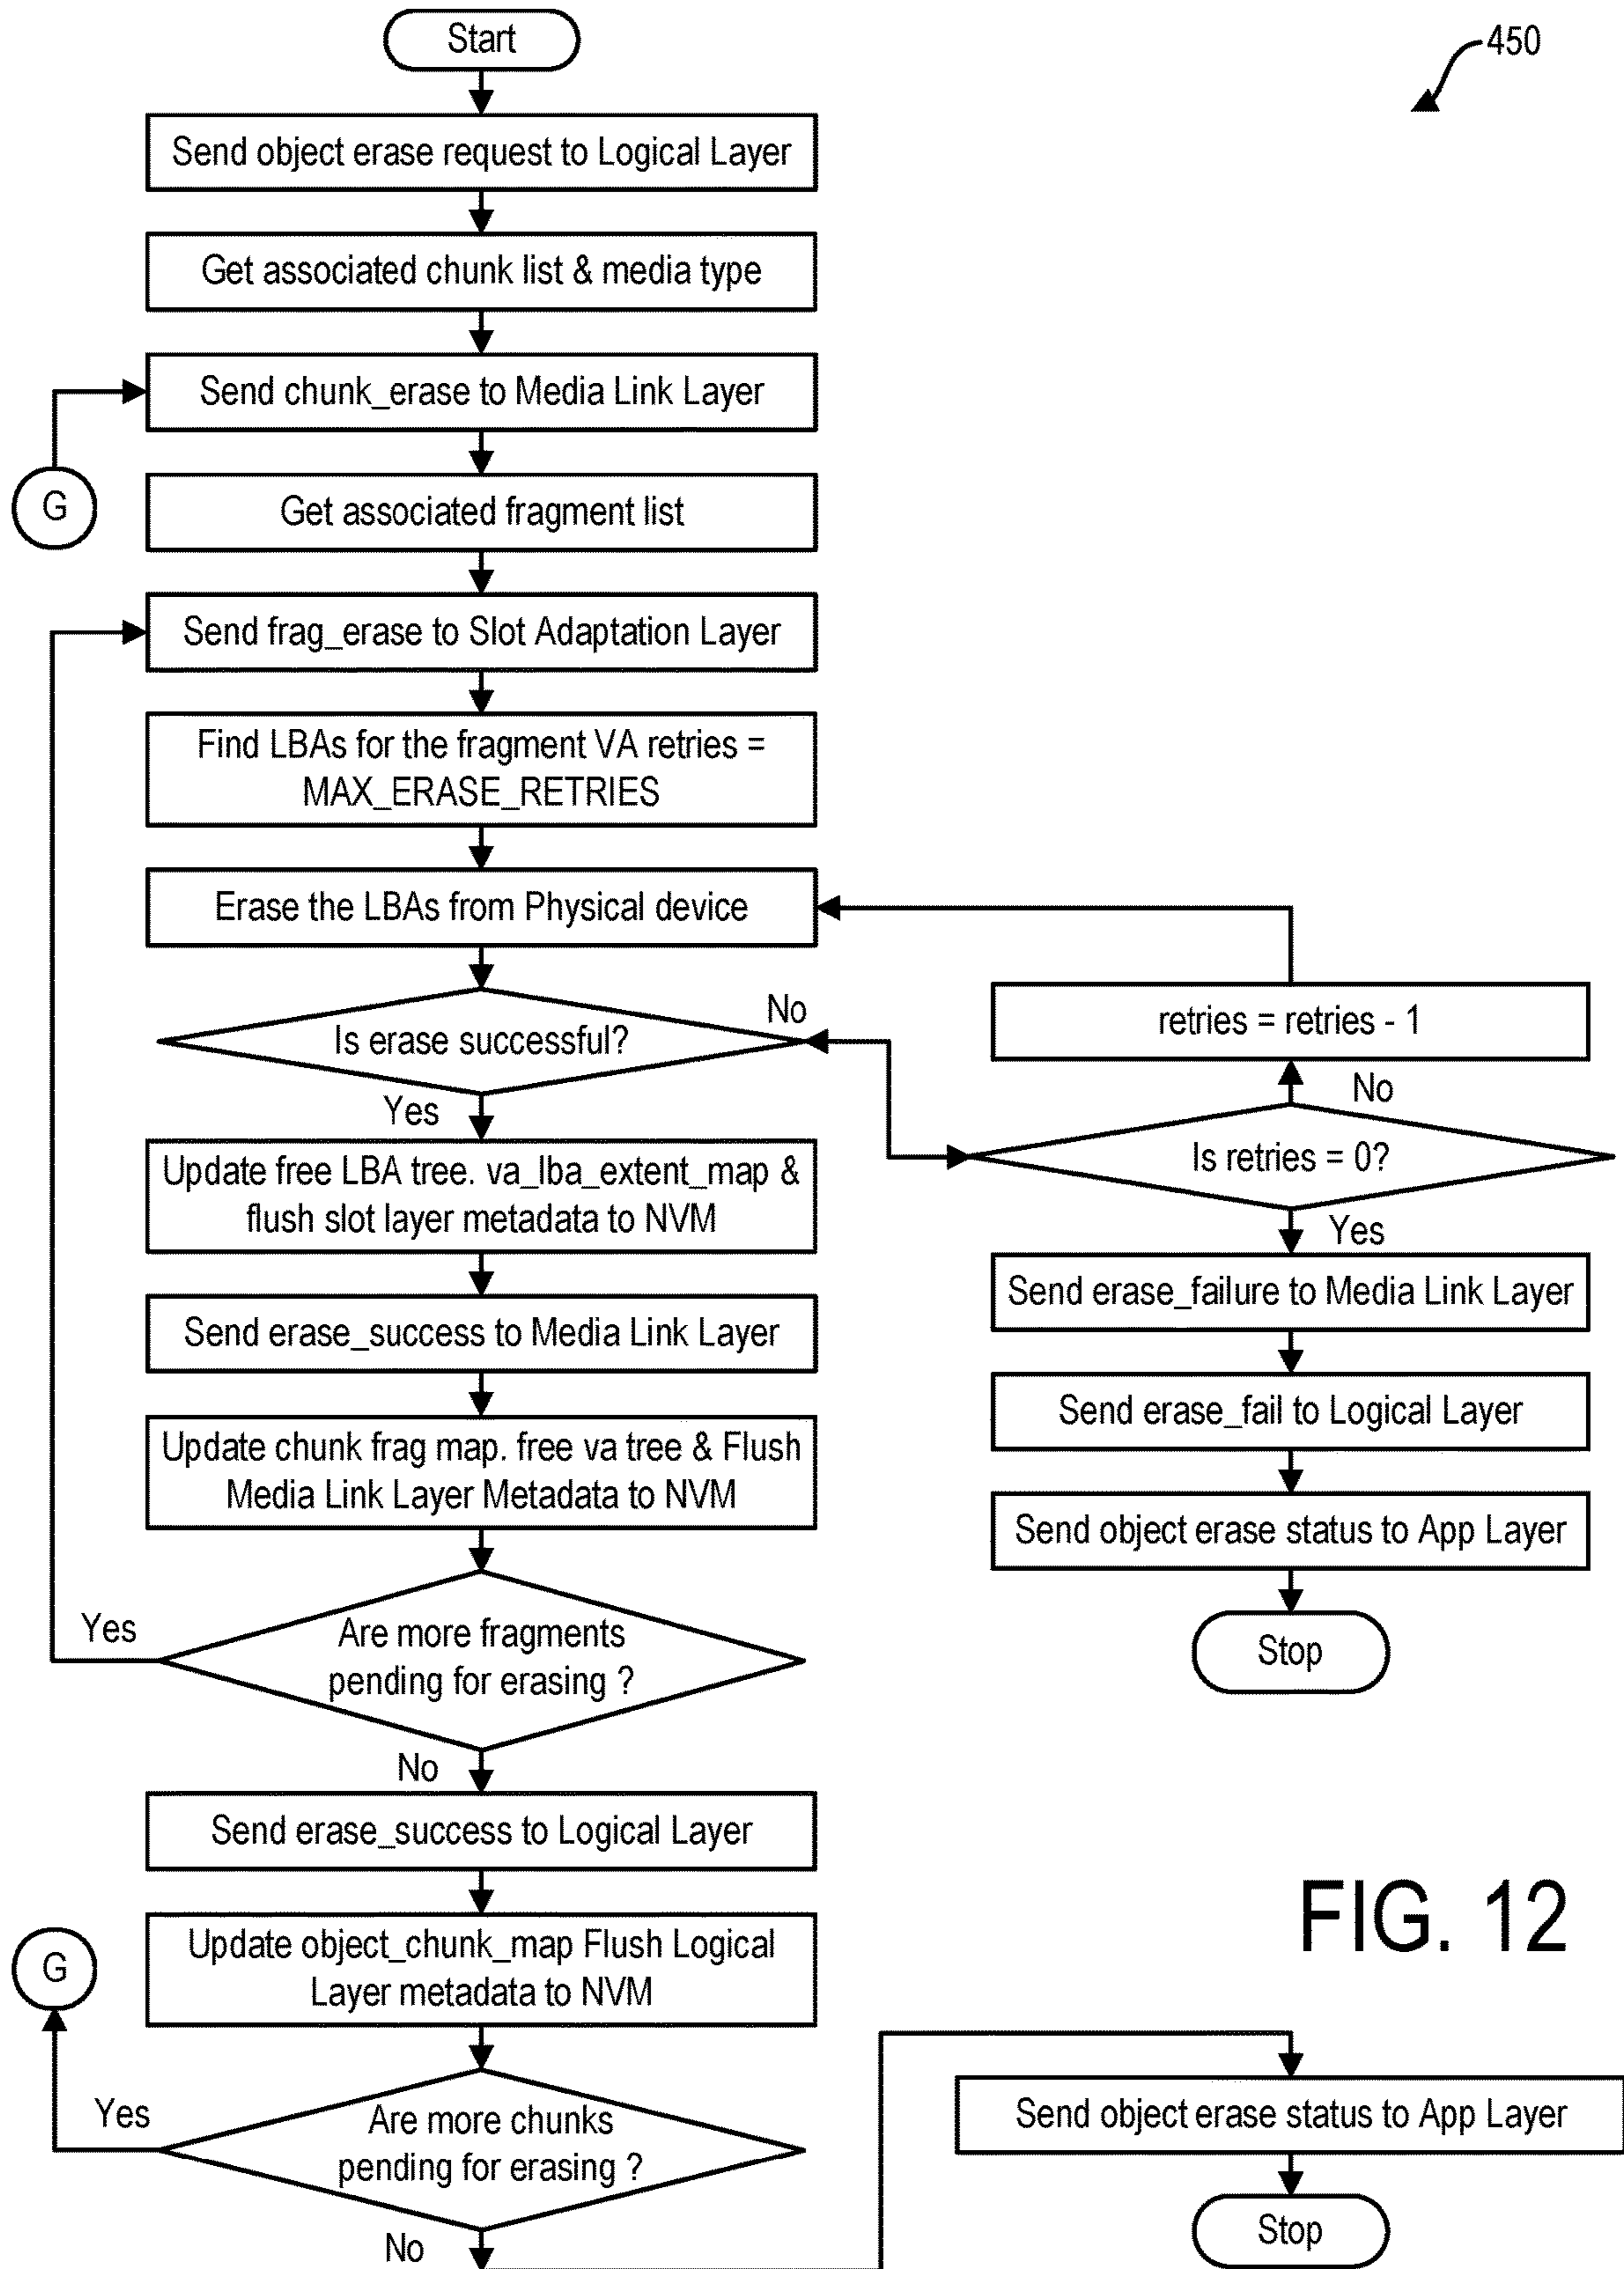 Start
450
Send object erase request to Logical Layer
Get associated chunk list & media type
Send chunk_erase to Media Link Layer
G
Get associated fragment list
Send frag_erase to Slot Adaptation Layer
Find LBAs for the fragment VA retries =
MAX_ERASE_RETRIES
Erase the LBAs from Physical device
Is erase successful?
No
retries = retries - 1
No
Is retries = 0?
Yes
Yes
Update free LBA tree. va_lba_extent_map &
flush slot layer metadata to NVM
Send erase_failure to Media Link Layer
Send erase_success to Media Link Layer
Send erase_fail to Logical Layer
Update chunk frag map. free va tree & Flush
Media Link Layer Metadata to NVM
Send object erase status to App Layer
Stop
Yes
Are more fragments
pending for erasing ?
No
Send erase_success to Logical Layer
FIG. 12
G
Update object_chunk_map Flush Logical
Layer metadata to NVM
Yes
Are more chunks
pending for erasing ?
No
Send object erase status to App Layer
Stop